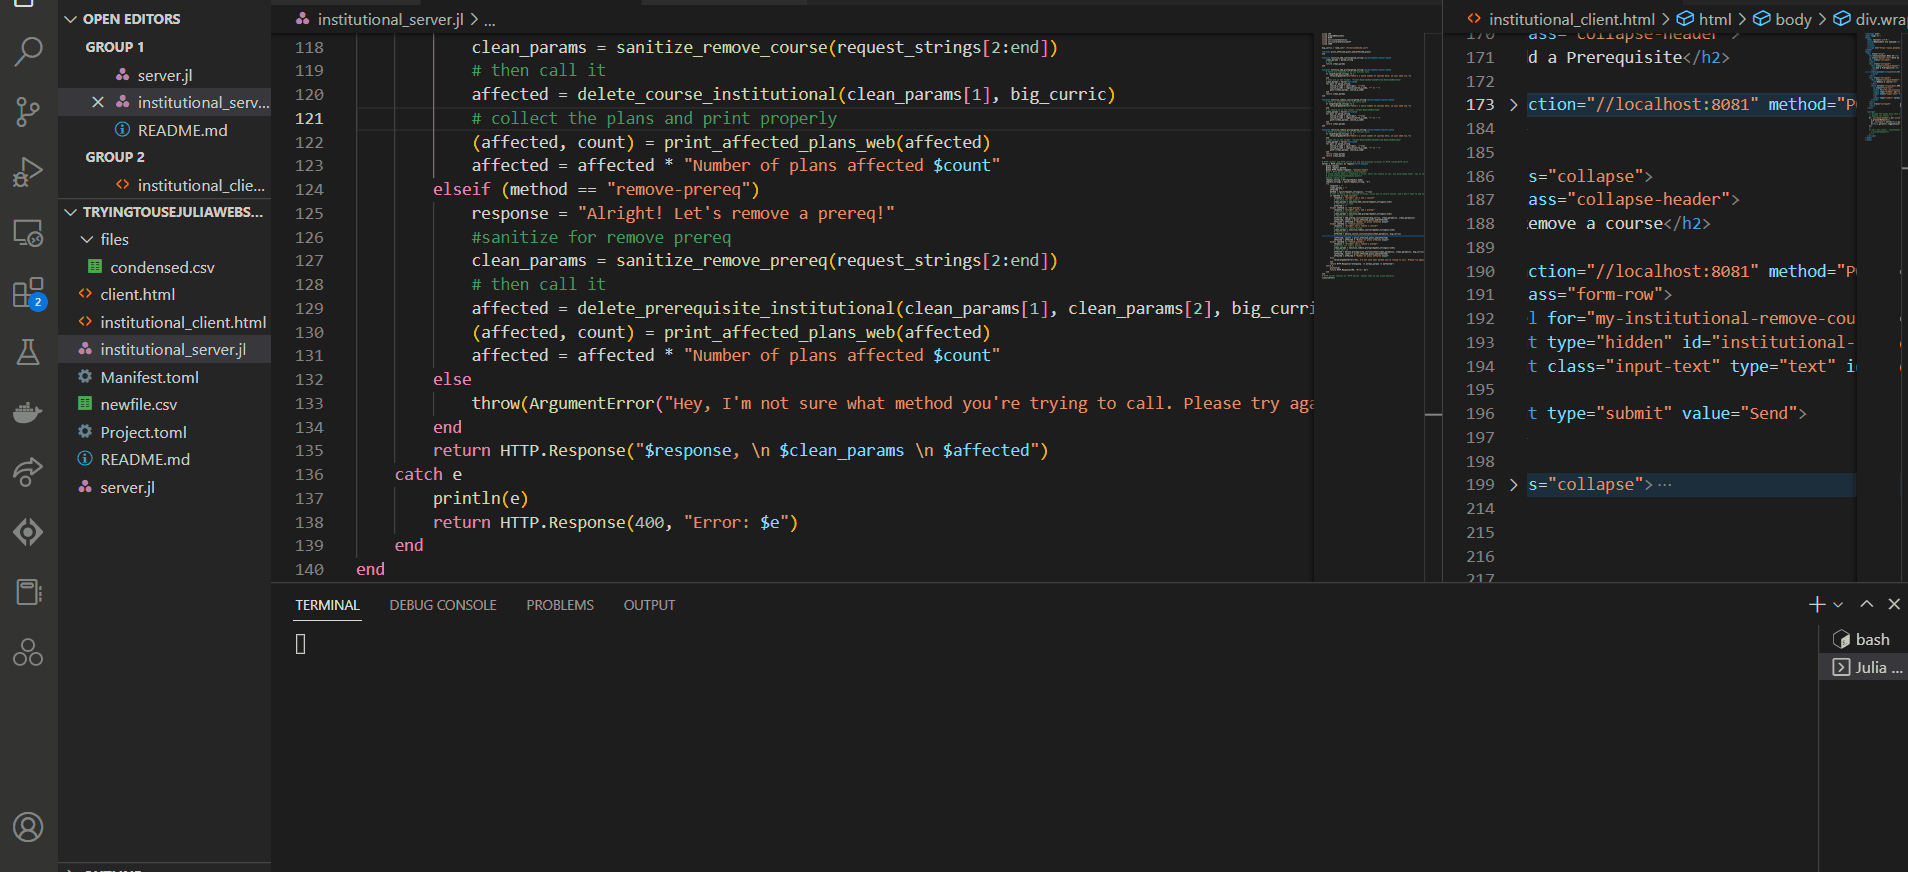 OPEN EDITORS
GROUP 1
server.jl
institutional_serv...
README.md
GROUP 2
institutional_clie...
TRYINGTOUSEJULIAWEBS...
files
condensed.csv
client.html
institutional_client.html
institutional_server.jl
Manifest.toml
newfile.csv
Project.toml
README.md
server.jl
2
institutional_server.jl > ...
118 clean_params = sanitize_remove_course(request_strings[2:end])
119 # then call it
120 affected = delete_course_institutional(clean_params[1], big_curric)
121 # collect the plans and print properly
122 (affected, count) = print_affected_plans_web(affected)
123 affected = affected * "Number of plans affected $count"
124 elseif (method == "remove-prereq")
125 response = "Alright! Let's remove a prereq!"
126 #sanitize for remove prereq
127 clean_params = sanitize_remove_prereq(request_strings[2:end])
128 # then call it
129 affected = delete_prerequisite_institutional(clean_params[1], clean_params[2], big_curri
130 (affected, count) = print_affected_plans_web(affected)
131 affected = affected * "Number of plans affected $count"
132 else
133 throw(ArgumentError("Hey, I'm not sure what method you're trying to call. Please try aga
134 end
135 return HTTP.Response("$response, \n $clean_params \n $affected")
136 catch e
137 println(e)
138 return HTTP.Response(400, "Error: $e")
139 end
140 end
institutional_client.html > html > body > div.wra
170 ass="collapse-header">
171 d a Prerequisite</h2>
172
173 ction="//localhost:8081" method="P
184
185
186 s="collapse">
187 ass="collapse-header">
188 emove a course</h2>
189
190 ction="//localhost:8081" method="P
191 ass="form-row">
192 l for="my-institutional-remove-cou
193 t type="hidden" id="institutional-
194 t class="input-text" type="text" i
195
196 t type="submit" value="Send">
197
198
199 s="collapse">...
214
215
216
217
TERMINAL DEBUG CONSOLE PROBLEMS OUTPUT
bash
Julia ...